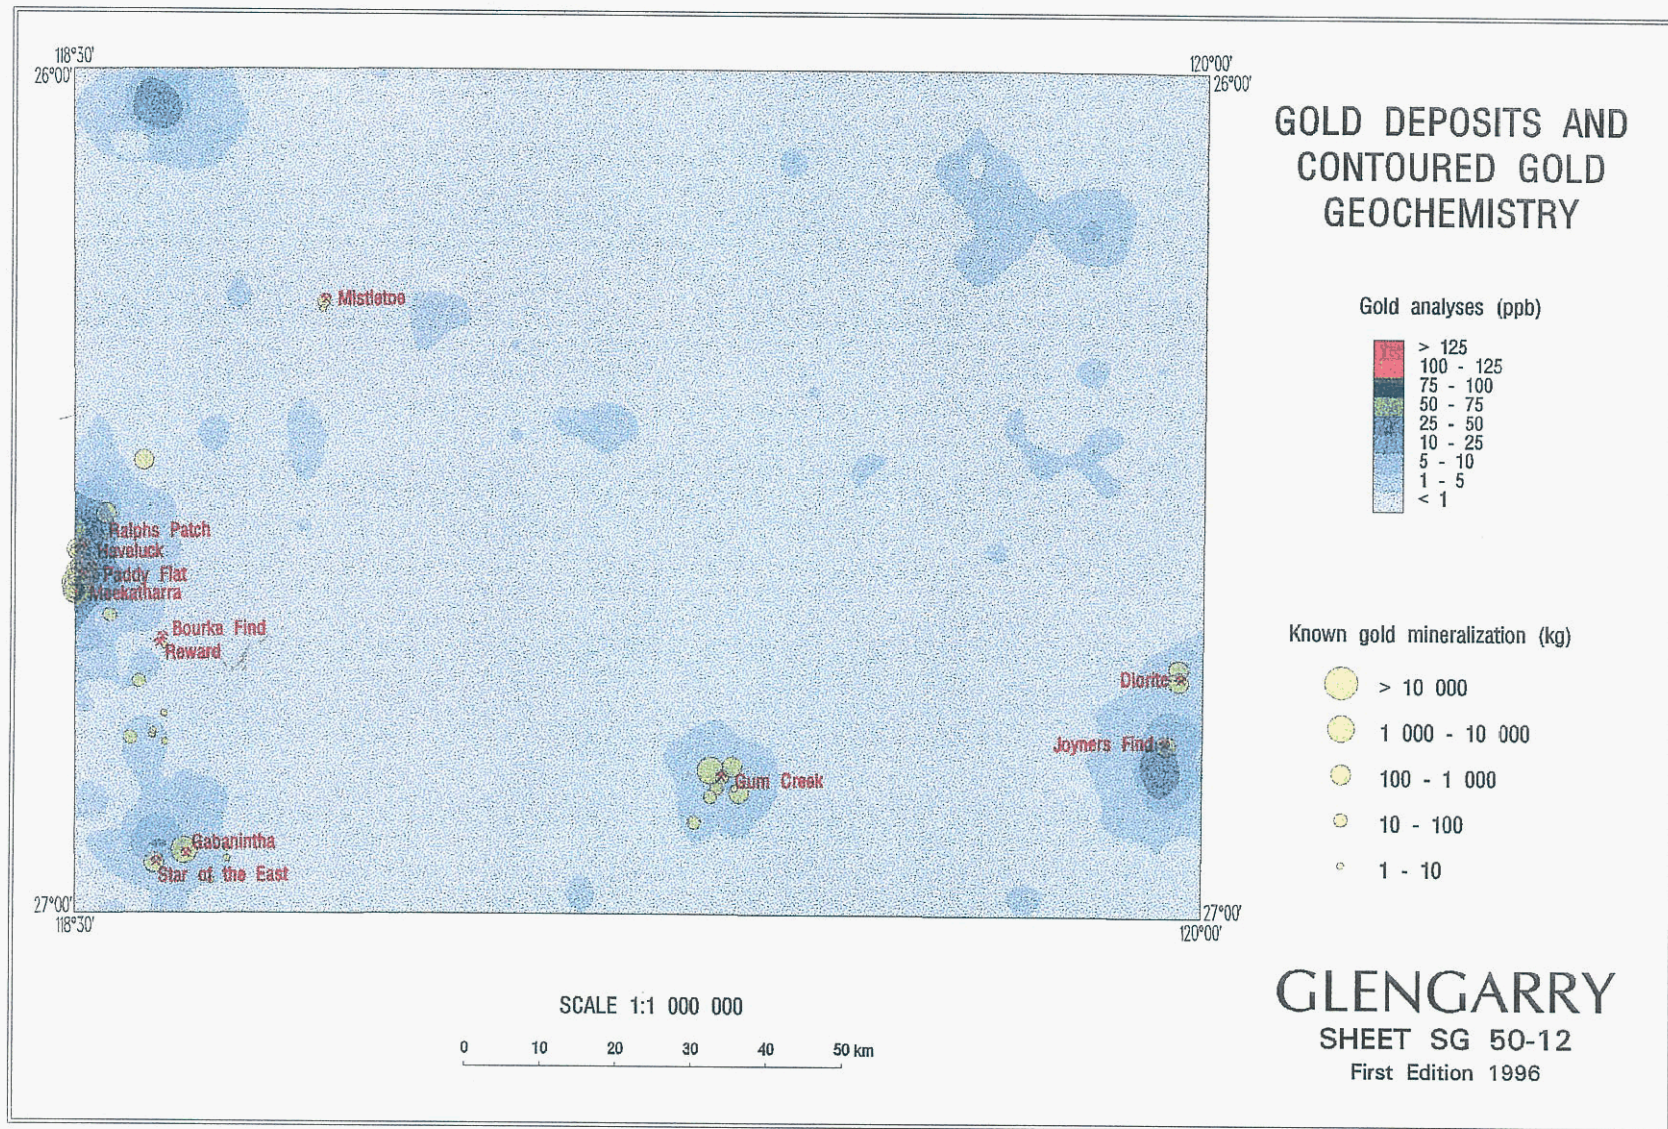 118°30'
26°00'
120°00'
26°00'
GOLD DEPOSITS AND
CONTOURED GOLD
GEOCHEMISTRY
Mistletoe
Gold analyses (ppb)
> 125
100 - 125
75 - 100
50 - 75
25 - 50
10 - 25
5 - 10
1 - 5
< 1
Ralphs Patch
Haveluck
Paddy Flat
Meekatharra
Bourka Find
Reward
Diorite
Joyners Find
Gum Creek
Gabanintha
Star of the East
Known gold mineralization (kg)
> 10 000
1 000 - 10 000
100 - 1 000
10 - 100
1 - 10
27°00'
118°30'
27°00'
120°00'
SCALE 1:1 000 000
0 10 20 30 40 50 km
GLENGARRY
SHEET SG 50-12
First Edition 1996